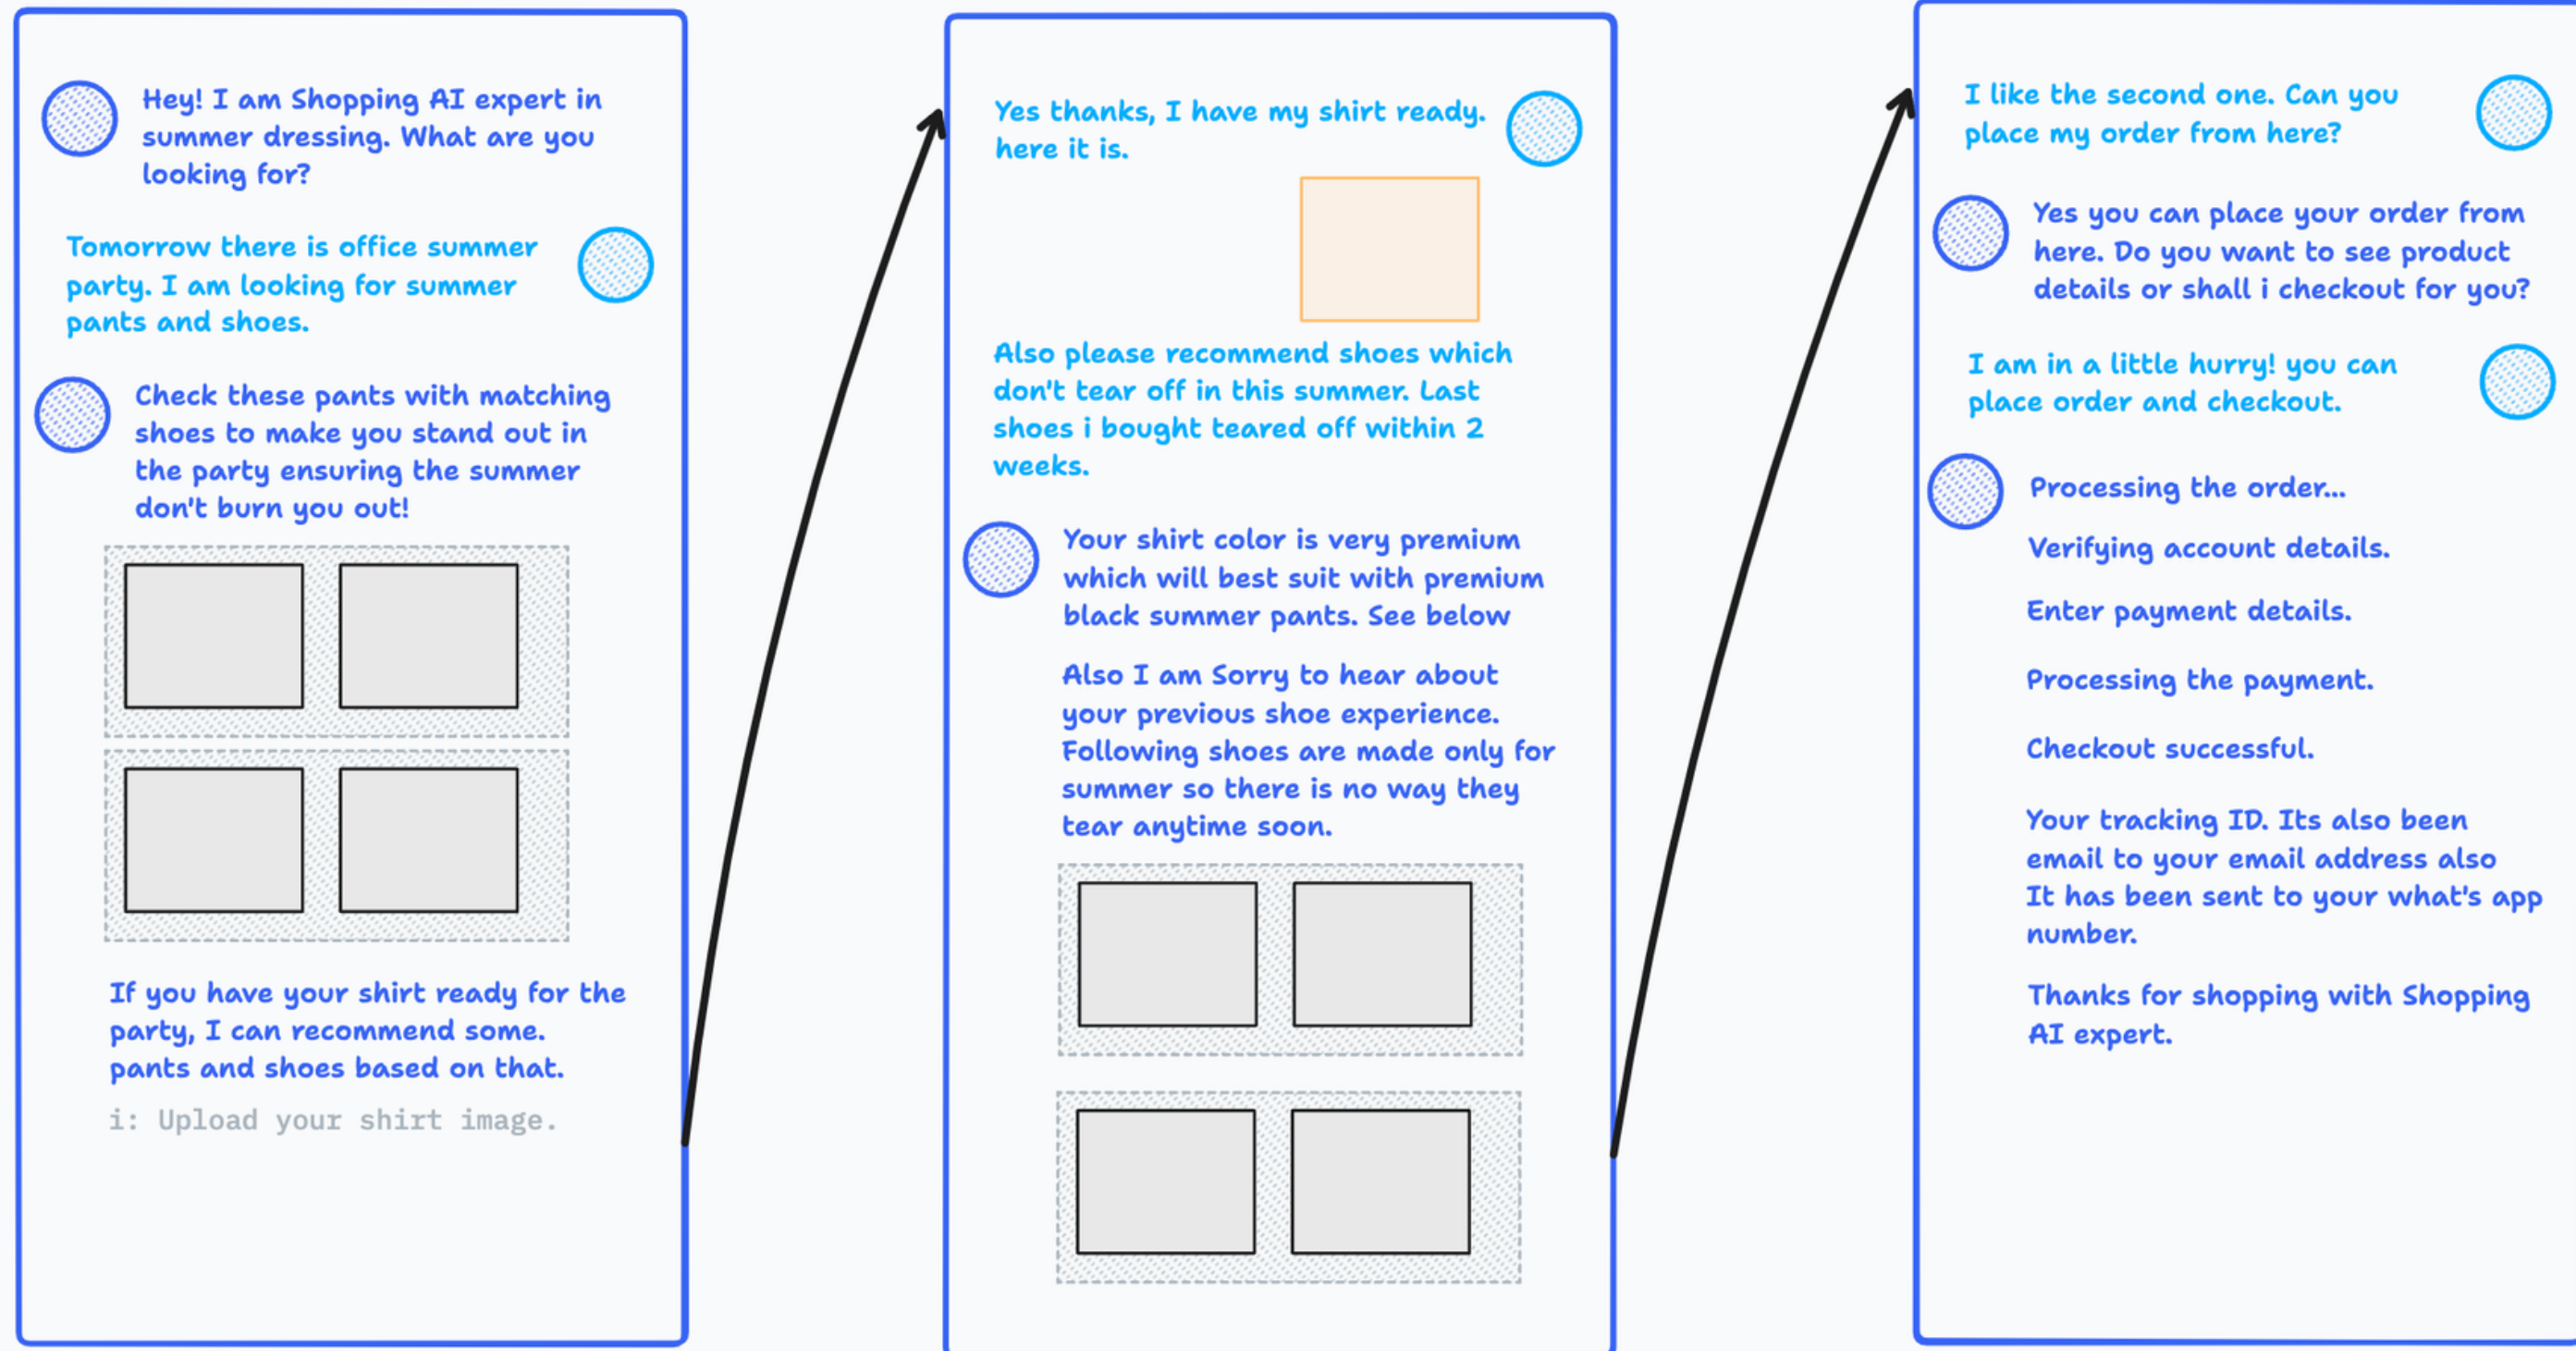 Hey! I am Shopping AI expert in
summer dressing. What are you
looking for?
Tomorrow there is office summer
party. I am looking for summer
pants and shoes.
Check these pants with matching
shoes to make you stand out in
the party ensuring the summer
don't burn you out!
If you have your shirt ready for the
party, I can recommend some.
pants and shoes based on that.
i: Upload your shirt image.
Yes thanks, I have my shirt ready.
here it is.
Also please recommend shoes which
don't tear off in this summer. Last
shoes i bought teared off within 2
weeks.
Your shirt color is very premium
which will best suit with premium
black summer pants. See below
Also I am Sorry to hear about
your previous shoe experience.
Following shoes are made only for
summer so there is no way they
tear anytime soon.
I like the second one. Can you
place my order from here?
Yes you can place your order from
here. Do you want to see product
details or shall i checkout for you?
I am in a little hurry! you can
place order and checkout.
Processing the order...
Verifying account details.
Enter payment details.
Processing the payment.
Checkout successful.
Your tracking ID. Its also been
email to your email address also
It has been sent to your what's app
number.
Thanks for shopping with Shopping
AI expert.